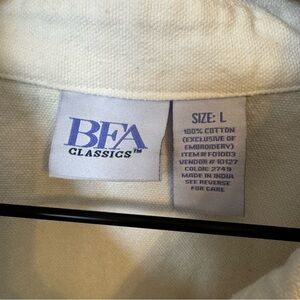 BFA
CLASSICS™
SIZE: L
100% COTTON
(EXCLUSIVE OF
EMBROIDERY)
ITEM# F01003
VENDOR# 10127
COLOR: 2749
MADE IN INDIA
SEE REVERSE
FOR CARE